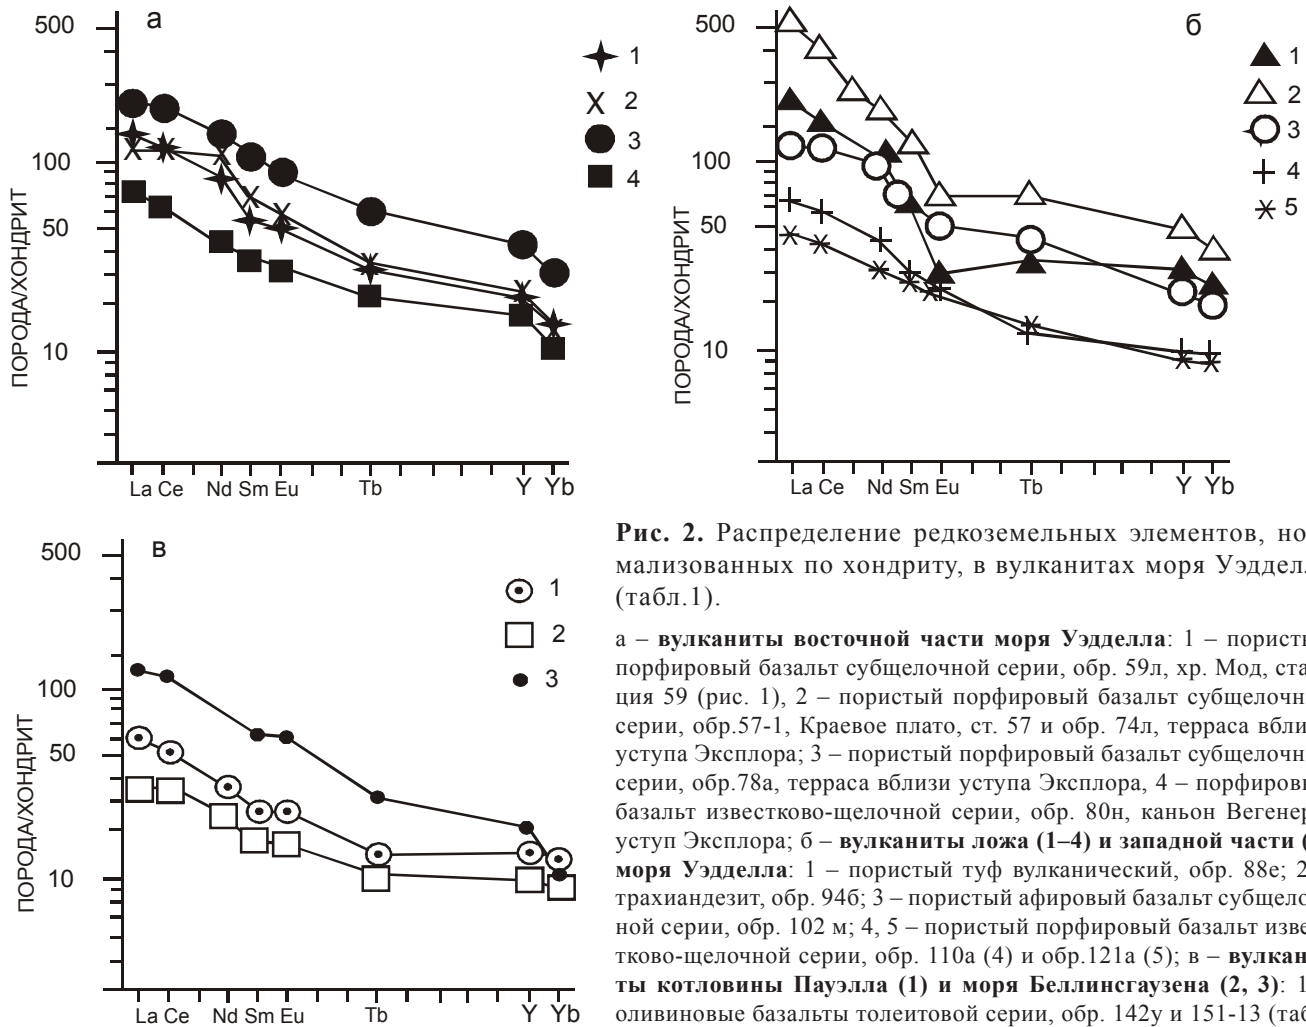 а
500
100
50
10
ПОРОДА/ХОНДРИТ
La Ce Nd Sm Eu Tb Y Yb
1
2
3
4
б
500
100
50
10
ПОРОДА/ХОНДРИТ
La Ce Nd Sm Eu Tb Y Yb
1
2
3
4
5
в
500
100
50
10
ПОРОДА/ХОНДРИТ
La Ce Nd Sm Eu Tb Y Yb
1
2
3
Рис. 2. Распределение редкоземельных элементов, но
мализованных по хондриту, в вулканитах моря Уэддел
(табл.1).
а – вулканиты восточной части моря Уэдделла: 1 – порист
порфировый базальт субщелочной серии, обр. 59л, хр. Мод, ста
ция 59 (рис. 1), 2 – пористый порфировый базальт субщелочн
серии, обр.57-1, Краевое плато, ст. 57 и обр. 74л, терраса вбли
уступа Эксплора; 3 – пористый порфировый базальт субщелочн
серии, обр.78а, терраса вблизи уступа Эксплора, 4 – порфиров
базальт известково-щелочной серии, обр. 80н, каньон Вегенер
уступ Эксплора; б – вулканиты ложа (1–4) и западной части (
моря Уэдделла: 1 – пористый туф вулканический, обр. 88е; 2
трахиандезит, обр. 94б; 3 – пористый афировый базальт субщело
ной серии, обр. 102 м; 4, 5 – пористый порфировый базальт изве
тково-щелочной серии, обр. 110а (4) и обр.121а (5); в – вулкан
ты котловины Пауэлла (1) и моря Беллинсгаузена (2, 3): 1
оливиновые базальты толеитовой серии, обр. 142у и 151-13 (таб